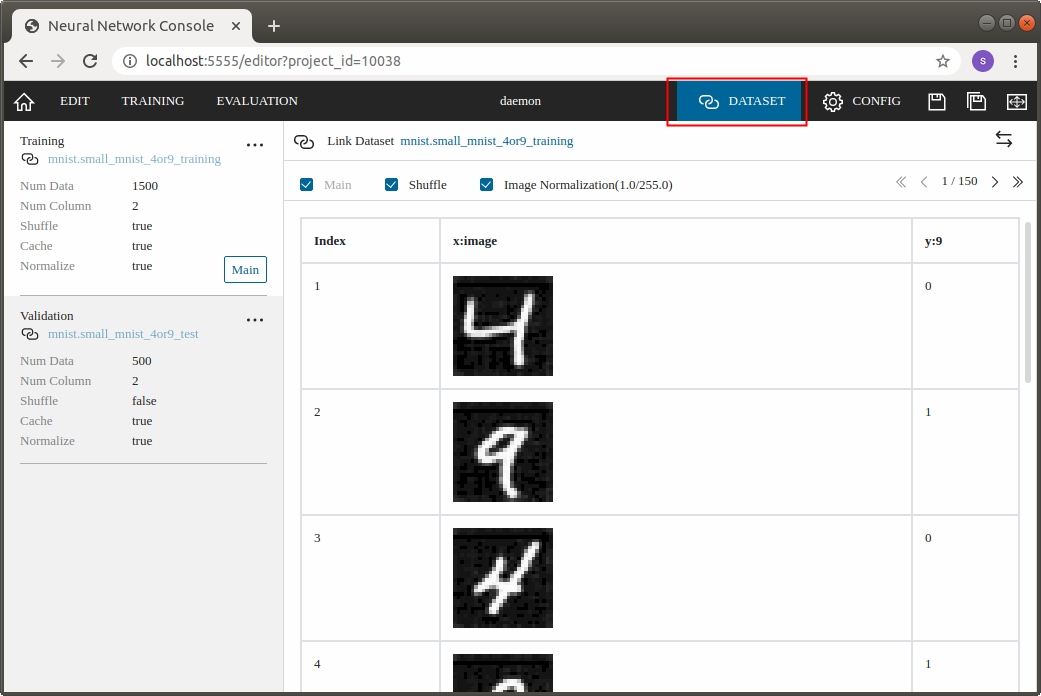 Neural Network Console
localhost:5555/editor?project_id=10038
S
EDIT TRAINING EVALUATION daemon DATASET CONFIG
Training
mnist.small_mnist_4or9_training
Num Data 1500
Num Column 2
Shuffle true
Cache true
Normalize true
Main
Validation
mnist.small_mnist_4or9_test
Num Data 500
Num Column 2
Shuffle false
Cache true
Normalize true
Link Dataset mnist.small_mnist_4or9_training
Main Shuffle Image Normalization(1.0/255.0) 1 / 150
Index x:image y:9
1 4 0
2 9 1
3 4 0
4 1